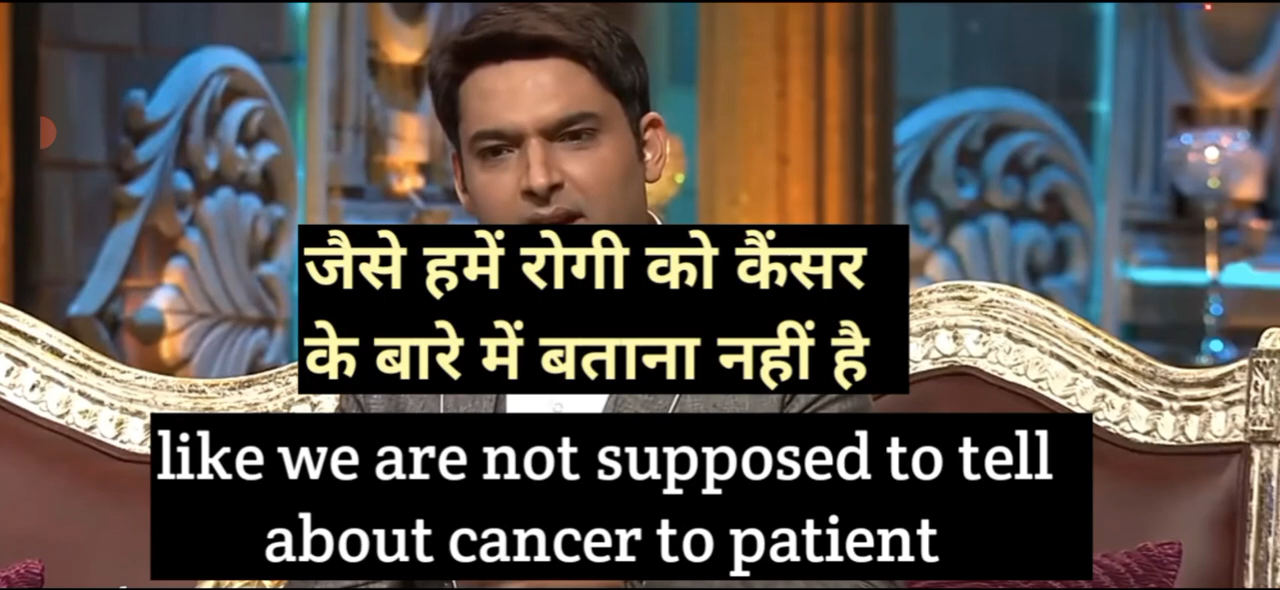 जैसे हमें रोगी को कैंसर
के बारे में बताना नहीं है
like we are not supposed to tell
about cancer to patient